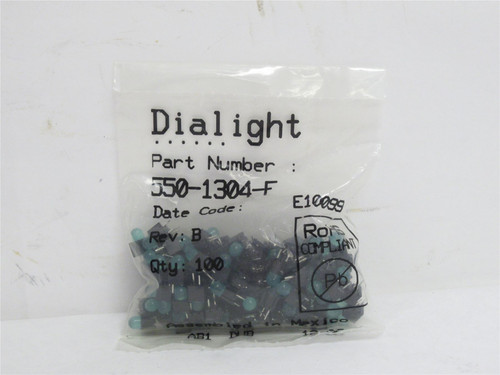 Dialight
Part Number :
550-1304-F
Date Code:
E10099
Rev: B
RoHS
COMPLIANT
Qty: 100
Pb
Assembled in Mexico